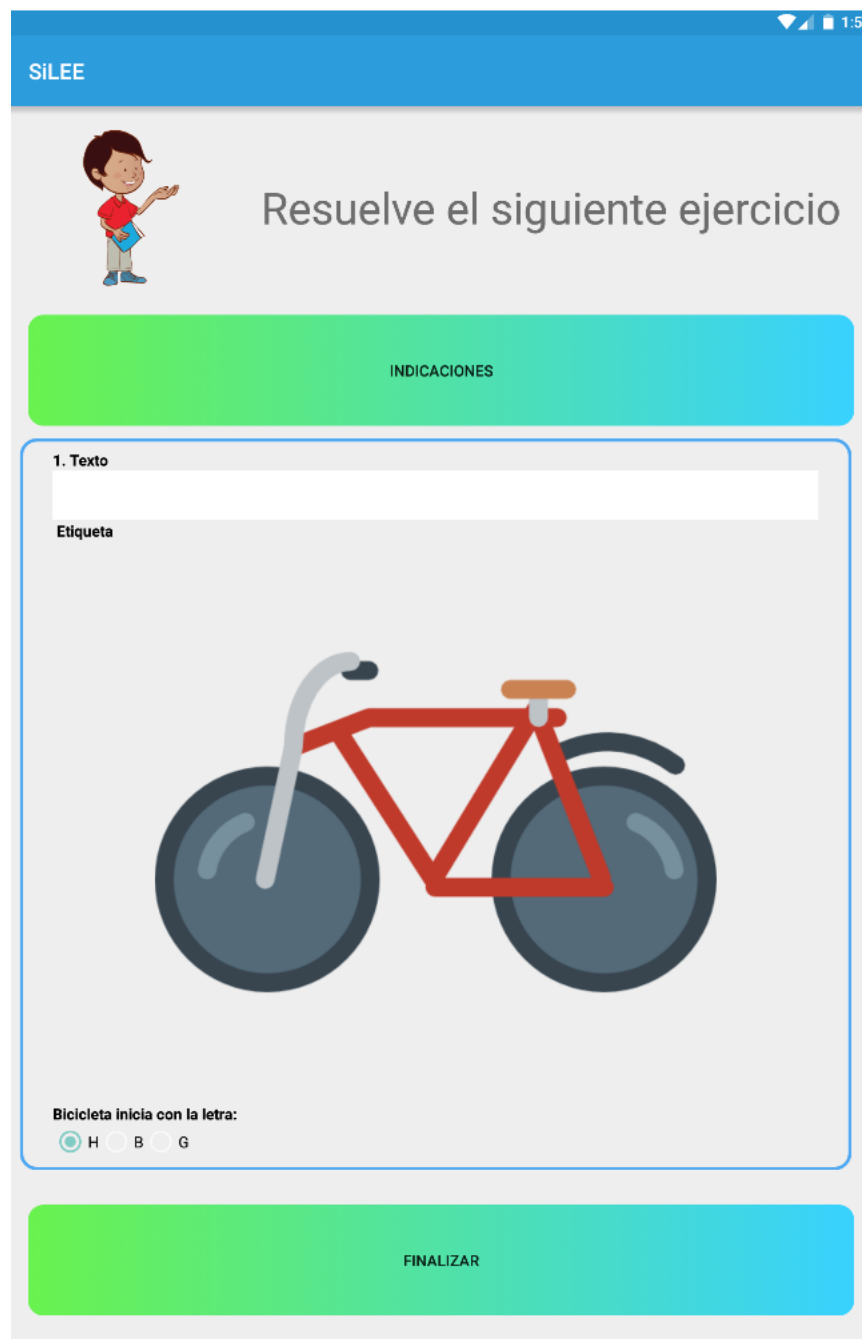 1:5
SiLEE
Resuelve el siguiente ejercicio
INDICACIONES
1. Texto
Etiqueta
Bicicleta inicia con la letra:
H B G
FINALIZAR